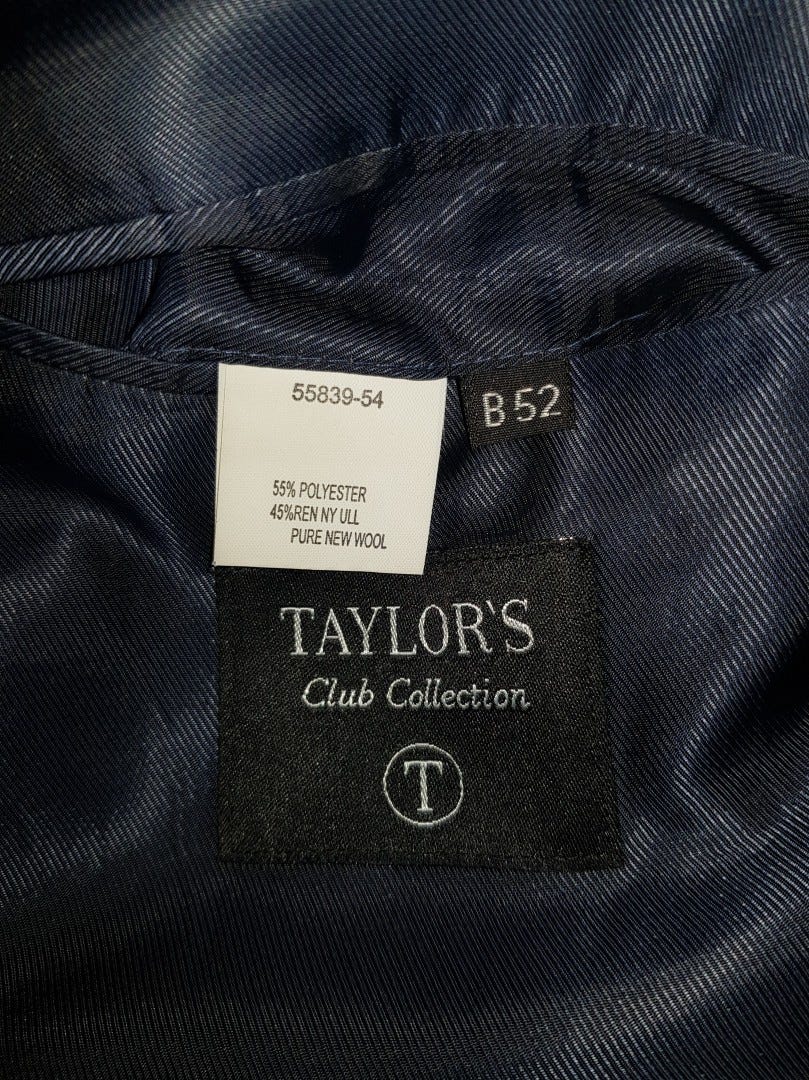 55839-54
B 52
55% POLYESTER
45%REN NY ULL
PURE NEW WOOL
TAYLOR'S
Club Collection
T